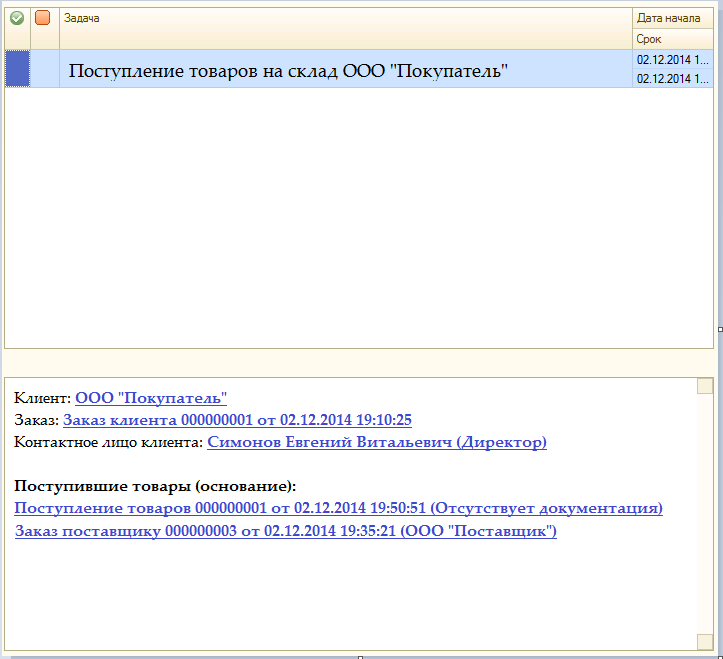 Задача
Дата начала
Срок
Поступление товаров на склад ООО "Покупатель"
02.12.2014 1...
02.12.2014 1...
Клиент: ООО "Покупатель"
Заказ: Заказ клиента 000000001 от 02.12.2014 19:10:25
Контактное лицо клиента: Симонов Евгений Витальевич (Директор)
Поступившие товары (основание):
Поступление товаров 000000001 от 02.12.2014 19:50:51 (Отсутствует документация)
Заказ поставщику 000000003 от 02.12.2014 19:35:21 (ООО "Поставщик")